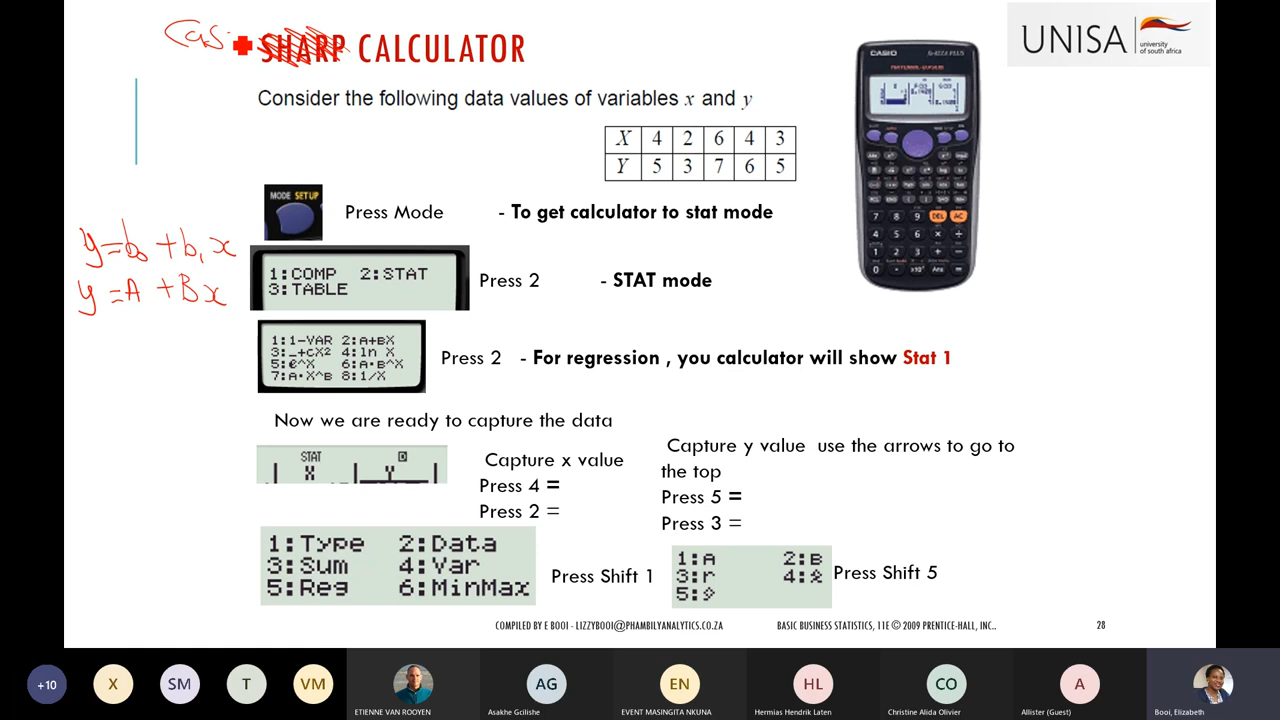 Cas
SHARP CALCULATOR
UNISA university of south africa
Consider the following data values of variables x and y
X 4 2 6 4 3
Y 5 3 7 6 5
CASIO
MODE SETUP
Press Mode - To get calculator to stat mode
y = b0 + b1 x
y = A + Bx
1:COMP 2:STAT
3:TABLE
Press 2 - STAT mode
1:1-VAR 2:A+BX
3:_+CX2 4:ln X
5:e^X 6:A·B^X
7:A·X^B 8:1/X
Press 2 - For regression , you calculator will show Stat 1
Now we are ready to capture the data
STAT D
X Y
Capture x value
Press 4 =
Press 2 =
Capture y value use the arrows to go to
the top
Press 5 =
Press 3 =
1:Type 2:Data
3:Sum 4:Var
5:Reg 6:MinMax
Press Shift 1
1:A 2:B
3:r 4:x̂
5:ŷ
Press Shift 5
COMPILED BY E BOOI - LIZZYBOOI@PHAMBILYANALYTICS.CO.ZA
BASIC BUSINESS STATISTICS, 11E © 2009 PRENTICE-HALL, INC..
28
+10 X SM T VM AG EN HL CO A
ETIENNE VAN ROOYEN
Asakhe Gcilishe
EVENT MASINGITA NKUNA
Hermias Hendrik Laten
Christine Alida Olivier
Allister (Guest)
Booi, Elizabeth